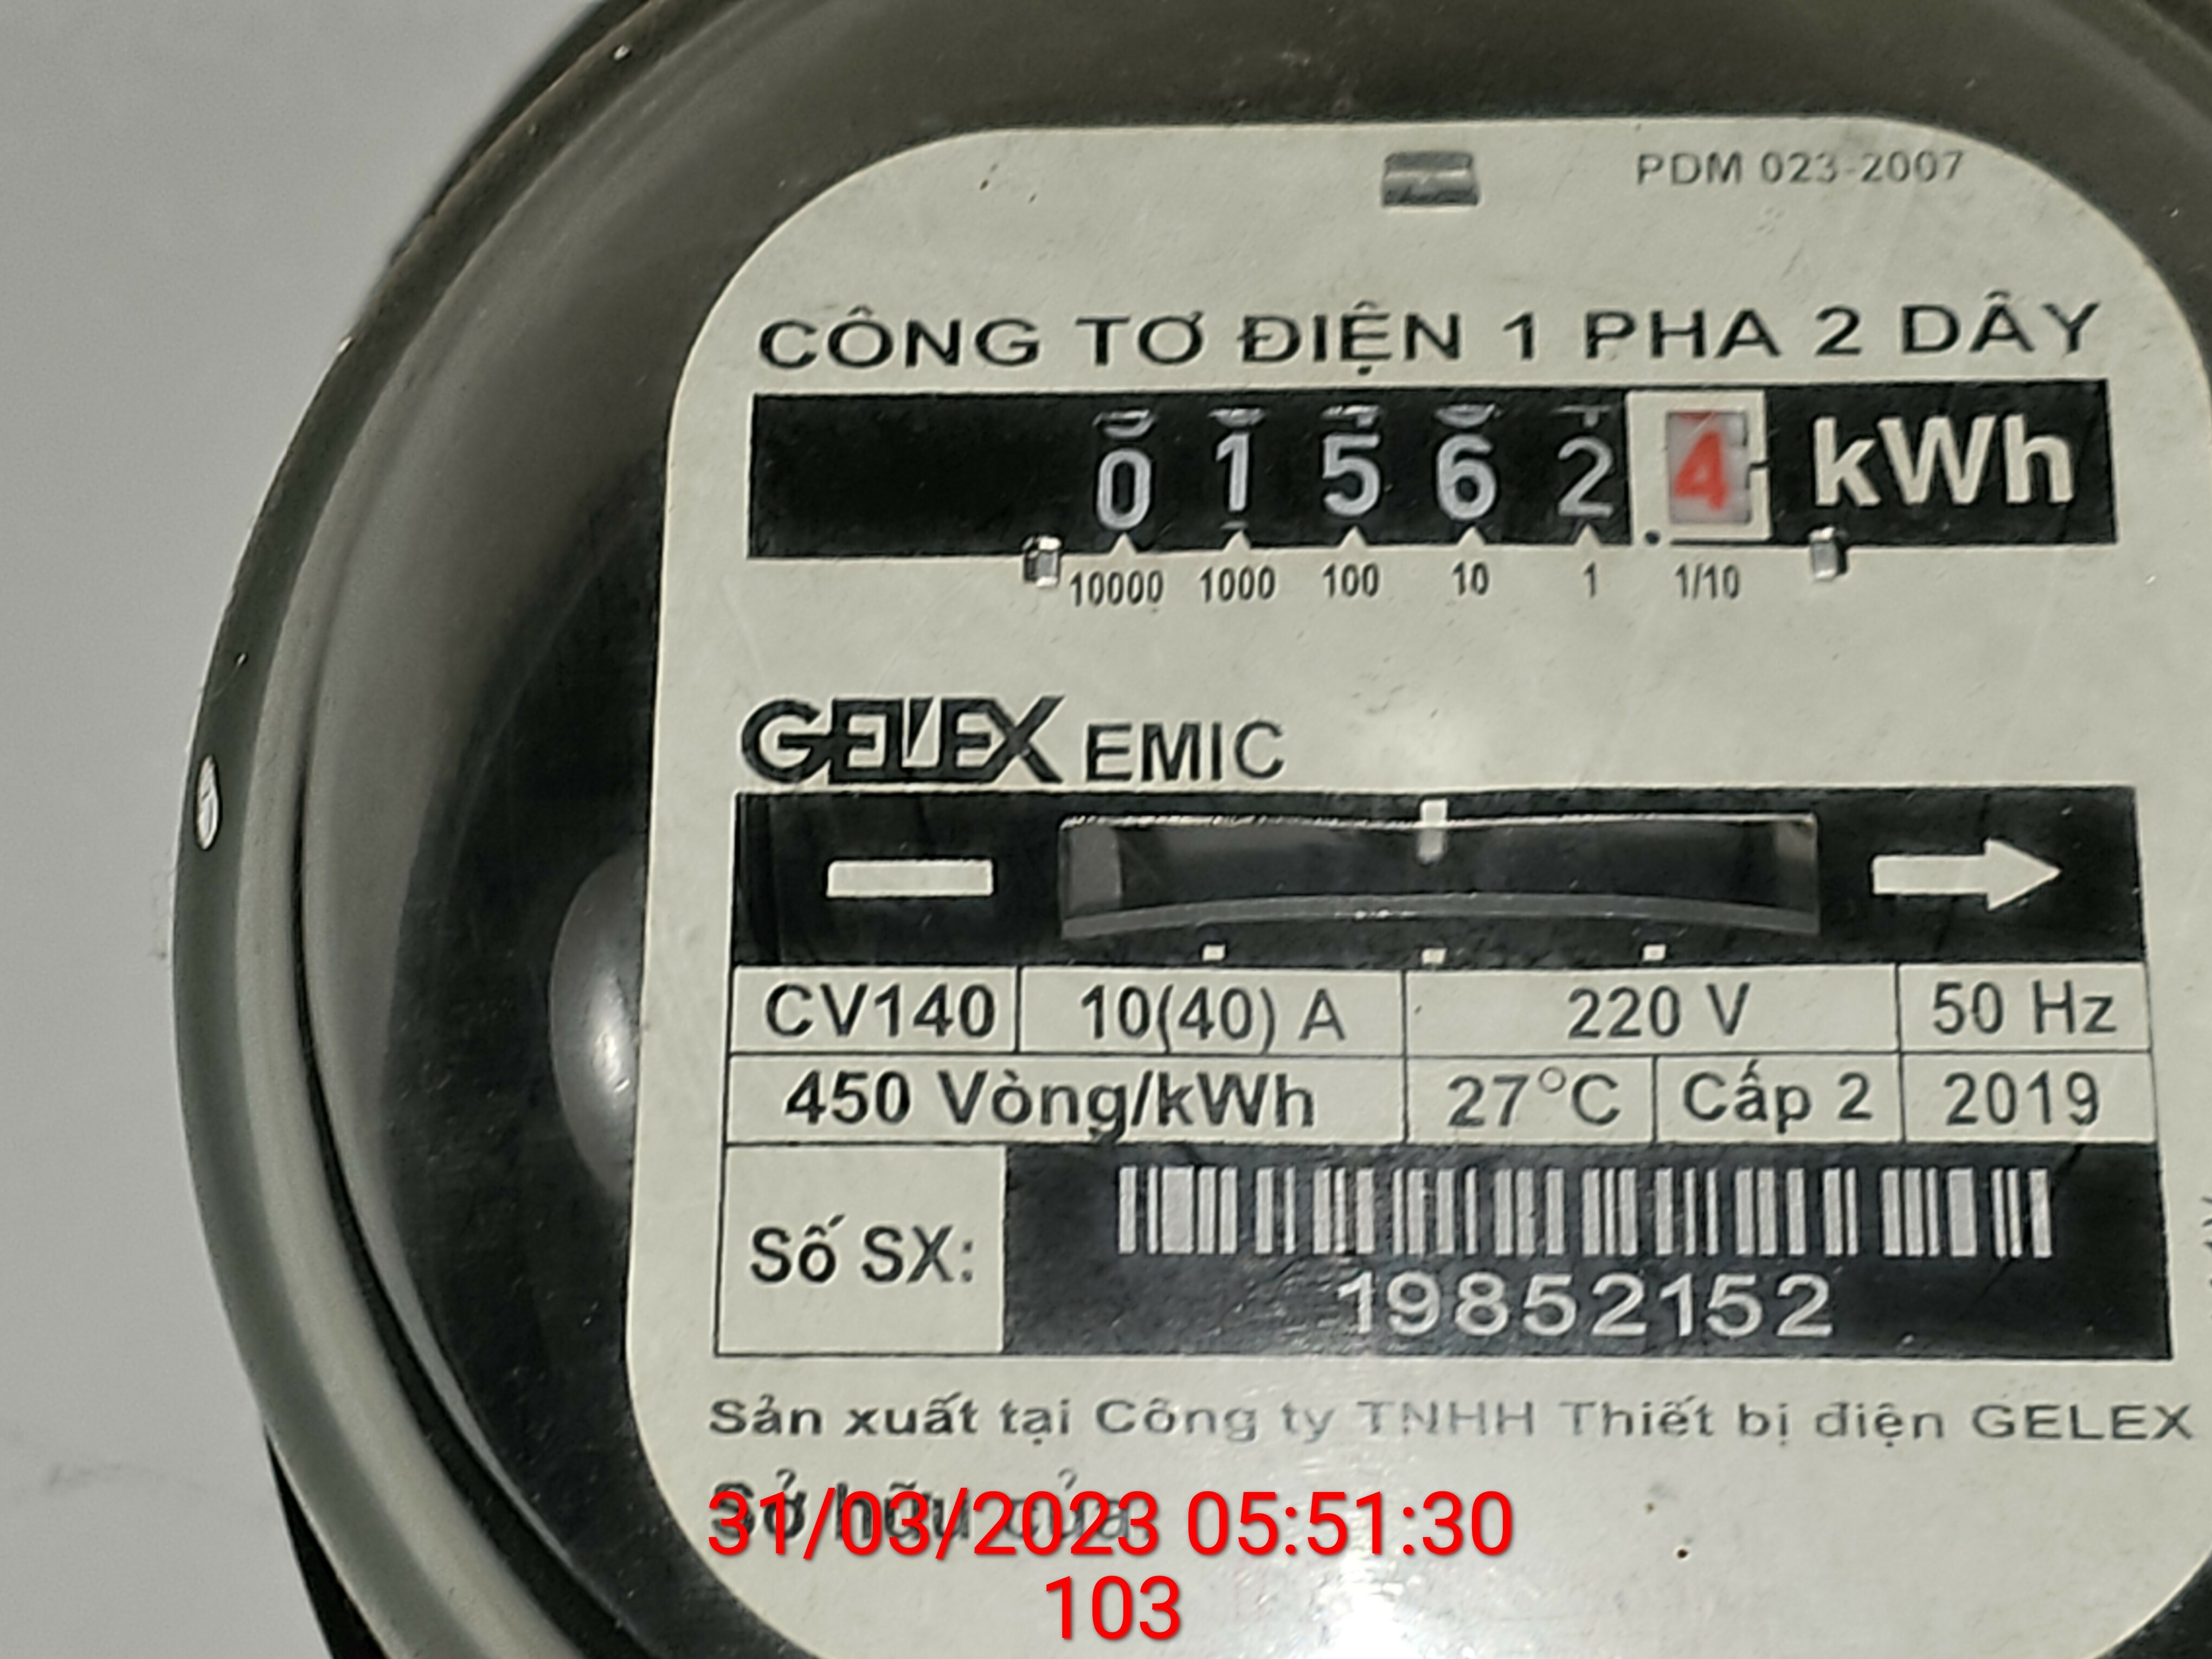 PDM 023-2007
CÔNG TƠ ĐIỆN 1 PHA 2 DÂY
0 1 5 6 2 4 kWh
10000 1000 100 10 1 1/10
GELEX EMIC
CV140 10(40) A 220 V 50 Hz
450 Vòng/kWh 27°C Cấp 2 2019
Số SX:
19852152
Sản xuất tại Công ty TNHH Thiết bị điện GELEX
Sở hữu của
31/03/2023 05:51:30
103